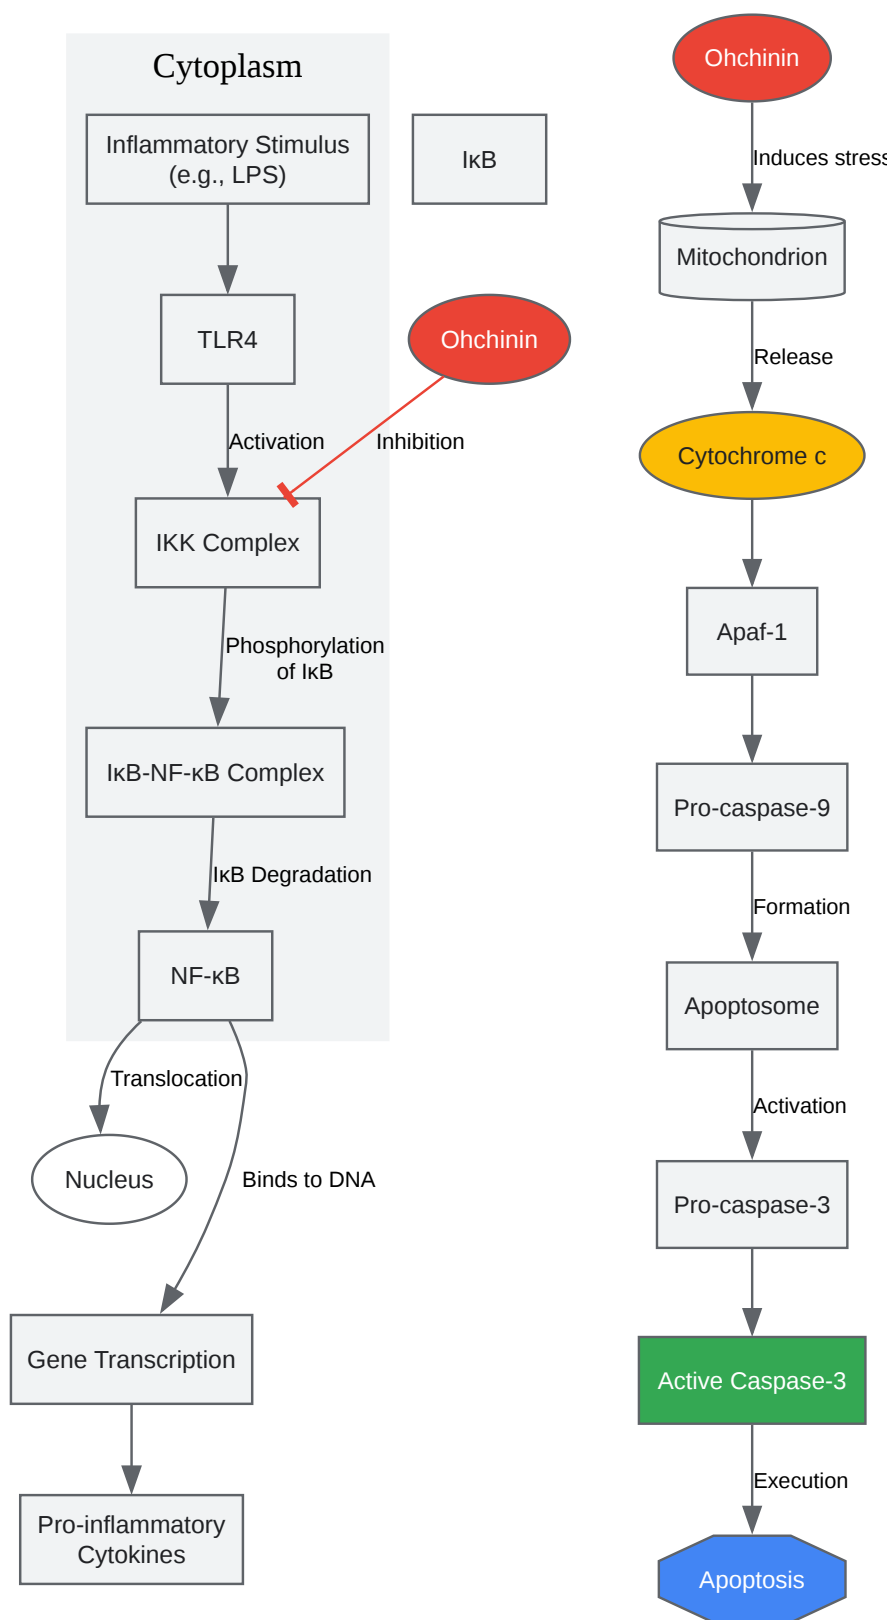 Cytoplasm
Inflammatory Stimulus
(e.g., LPS)
IκB
TLR4
Ohchinin
Activation
Inhibition
IKK Complex
Phosphorylation
of IκB
IκB-NF-κB Complex
IκB Degradation
NF-κB
Translocation
Nucleus
Binds to DNA
Gene Transcription
Pro-inflammatory
Cytokines
Ohchinin
Induces stress
Mitochondrion
Release
Cytochrome c
Apaf-1
Pro-caspase-9
Formation
Apoptosome
Activation
Pro-caspase-3
Active Caspase-3
Execution
Apoptosis